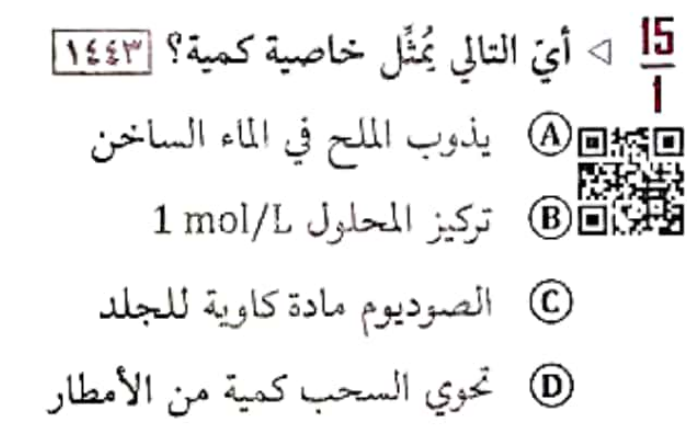 15
1
◁ أيّ التالي يُمثِّل خاصية كمية؟ ١٤٤٣
A يذوب الملح في الماء الساخن
B تركيز المحلول 1 mol/L
C الصوديوم مادة كاوية للجلد
D تحوي السحب كمية من الأمطار